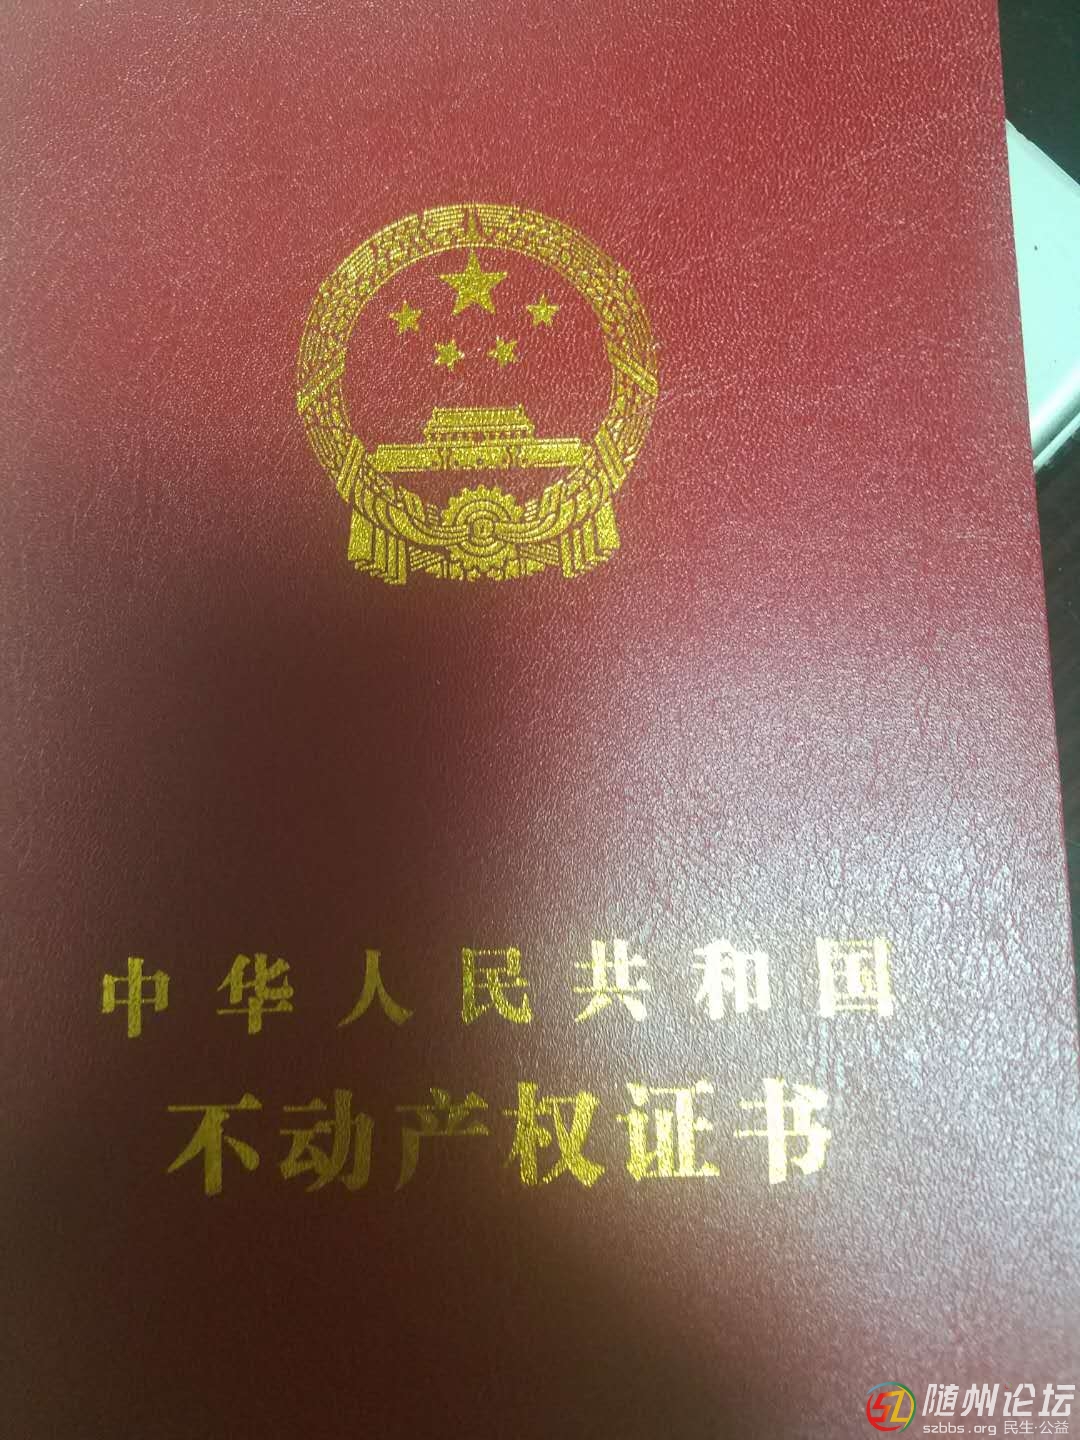 中华人民共和国
不动产权证书
随州论坛
szbbs.org 民生·公益